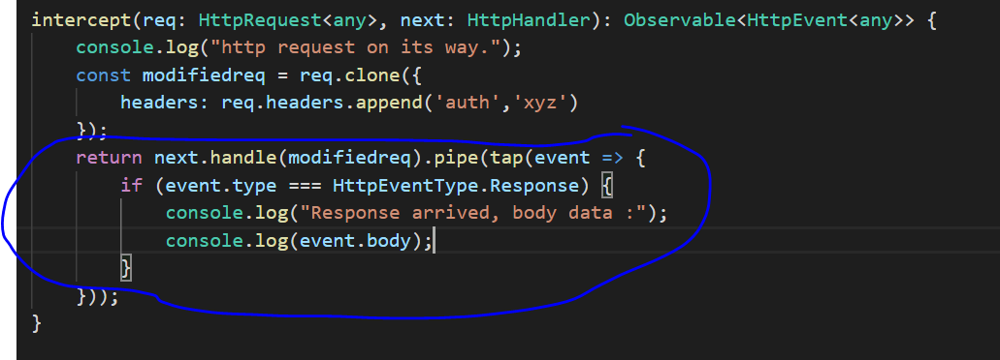 intercept(req: HttpRequest<any>, next: HttpHandler): Observable<HttpEvent<any>> {
    console.log("http request on its way.");
    const modifiedreq = req.clone({
        headers: req.headers.append('auth','xyz')
    });
    return next.handle(modifiedreq).pipe(tap(event => {
        if (event.type === HttpEventType.Response) {
            console.log("Response arrived, body data :");
            console.log(event.body);
        }
    }));
}